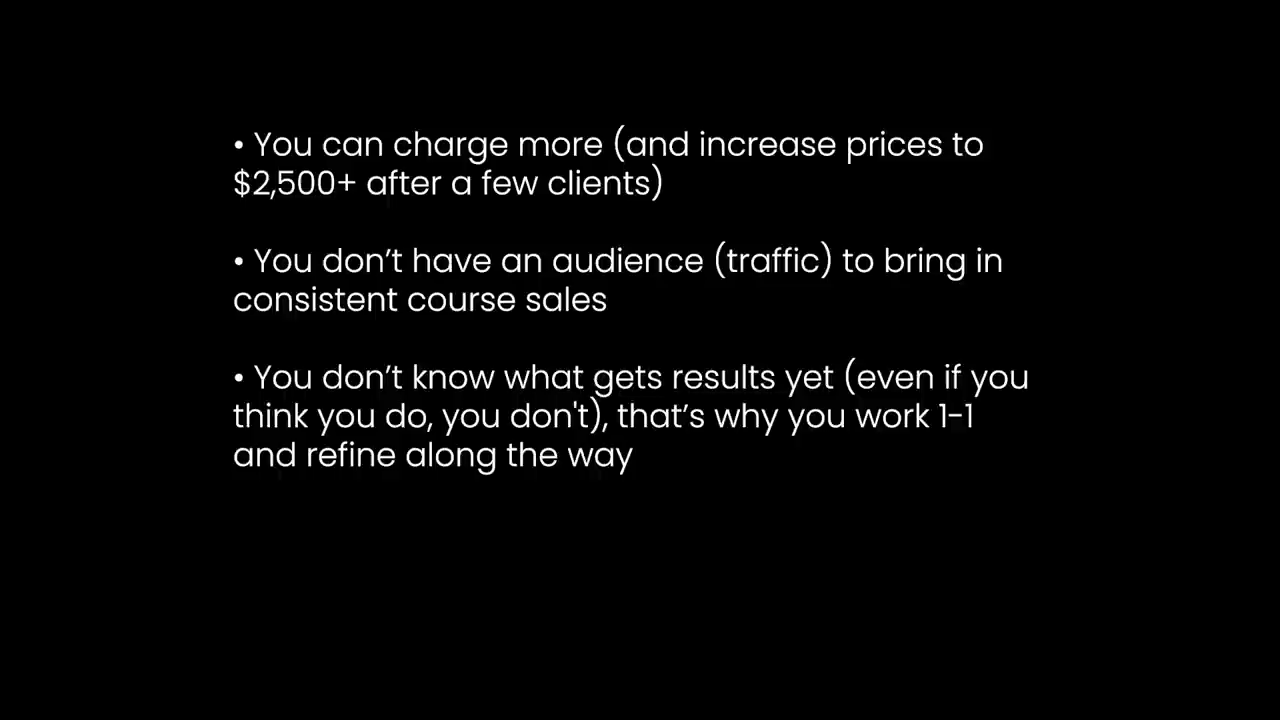 • You can charge more (and increase prices to
$2,500+ after a few clients)
• You don’t have an audience (traffic) to bring in
consistent course sales
• You don’t know what gets results yet (even if you
think you do, you don't), that’s why you work 1-1
and refine along the way